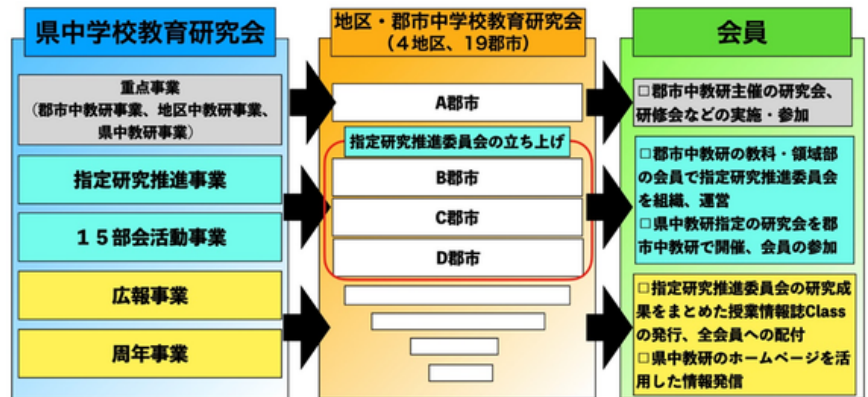 県中学校教育研究会
重点事業
（郡市中教研事業、地区中教研事業、
県中教研事業）
指定研究推進事業
１５部会活動事業
広報事業
周年事業
地区・郡市中学校教育研究会
（４地区、19郡市）
A郡市
指定研究推進委員会の立ち上げ
B郡市
C郡市
D郡市
会員
□郡市中教研主催の研究会、
研修会などの実施・参加
□郡市中教研の教科・領域部
の会員で指定研究推進委員会
を組織、運営
□県中教研指定の研究会を郡
市中教研で開催、会員の参加
□指定研究推進委員会の研究成
果をまとめた授業情報誌Class
の発行、全会員への配付
□県中教研のホームページを活
用した情報発信